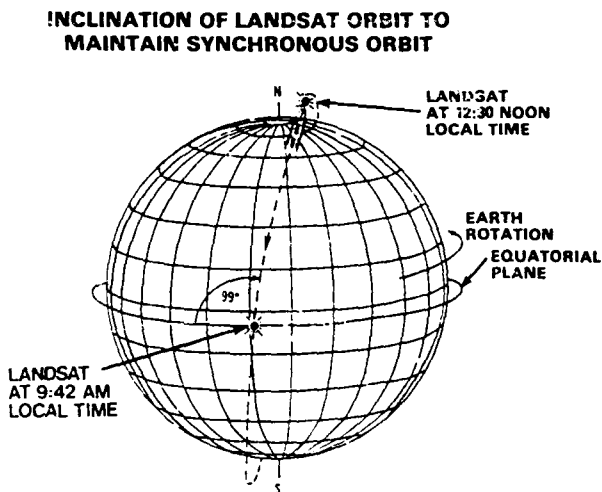 INCLINATION OF LANDSAT ORBIT TO
MAINTAIN SYNCHRONOUS ORBIT
N
LANDSAT
AT 12:30 NOON
LOCAL TIME
EARTH
ROTATION
EQUATORIAL
PLANE
99°
LANDSAT
AT 9:42 AM
LOCAL TIME
S